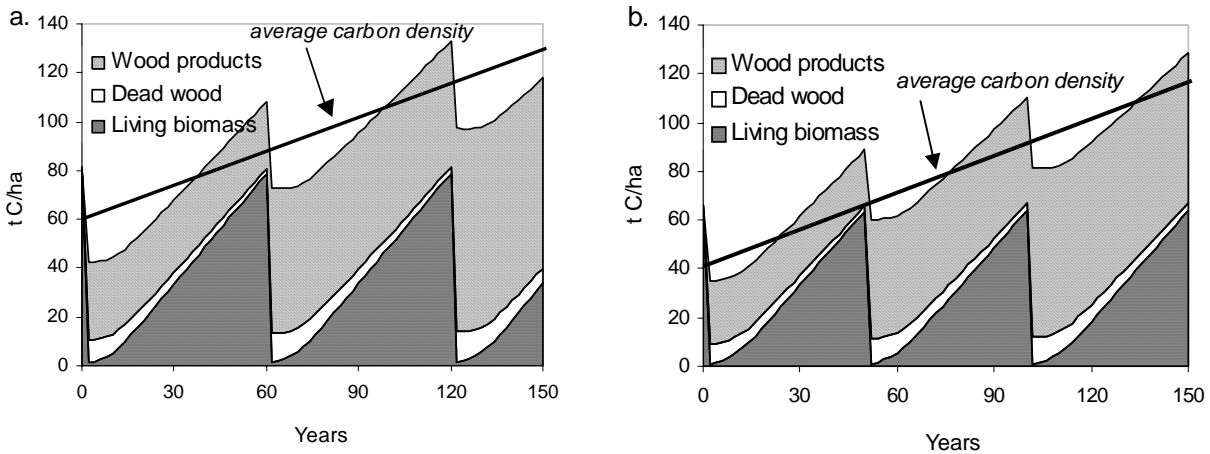 a.
t C/ha
140
120
100
80
60
40
20
0
average carbon density
Wood products
Dead wood
Living biomass
0 30 60 90 120 150
Years
b.
t C/ha
140
120
100
80
60
40
20
0
Wood products
average carbon density
Dead wood
Living biomass
0 30 60 90 120 150
Years